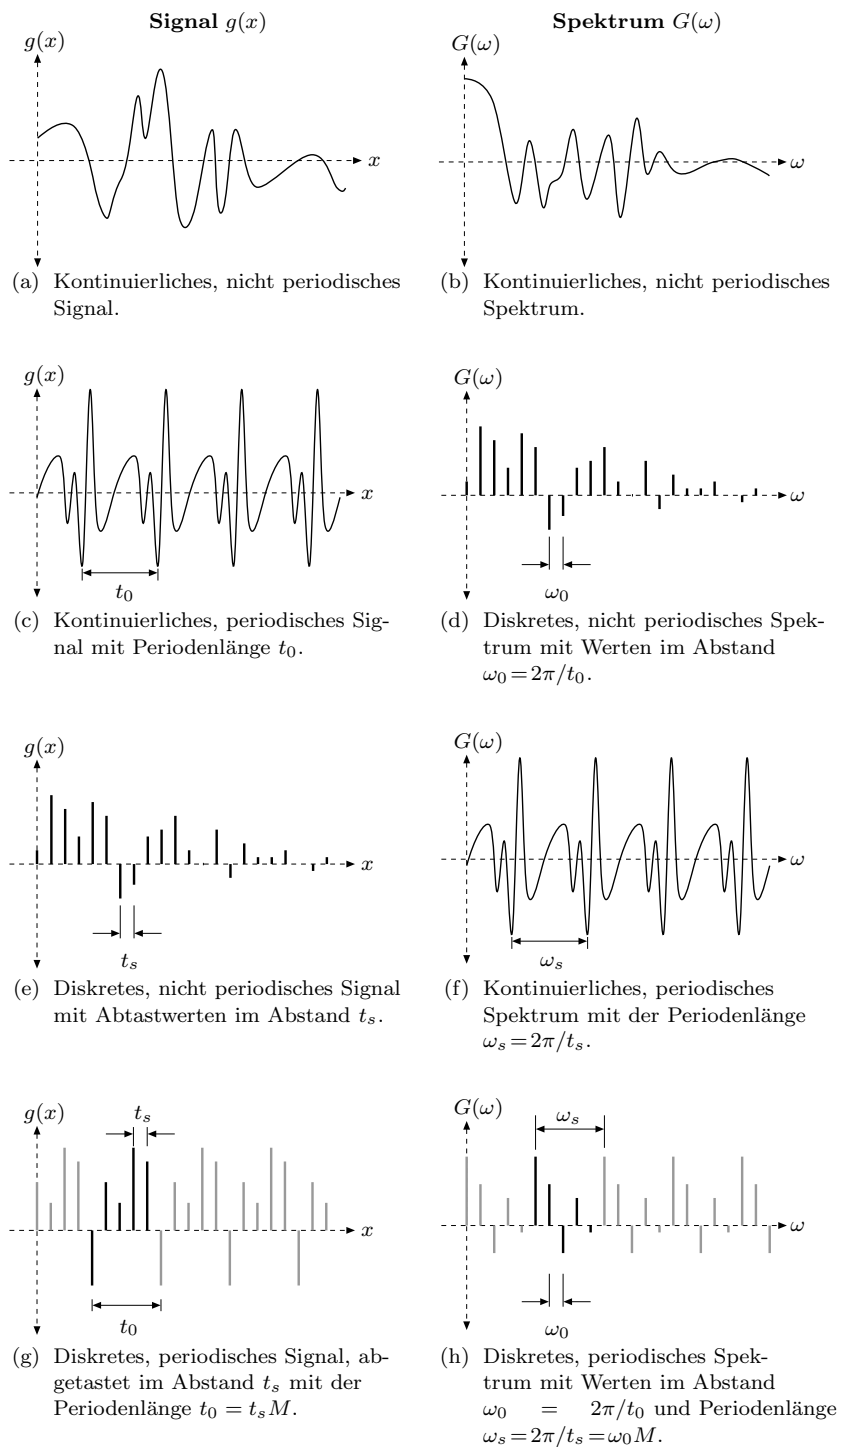 Signal g(x)
Spektrum G(ω)
g(x)
x
G(ω)
ω
(a) Kontinuierliches, nicht periodisches
Signal.
(b) Kontinuierliches, nicht periodisches
Spektrum.
g(x)
x
t₀
G(ω)
ω
ω₀
(c) Kontinuierliches, periodisches Sig-
nal mit Periodenlänge t₀.
(d) Diskretes, nicht periodisches Spek-
trum mit Werten im Abstand
ω₀ = 2π/t₀.
g(x)
x
tₛ
G(ω)
ω
ωₛ
(e) Diskretes, nicht periodisches Signal
mit Abtastwerten im Abstand tₛ.
(f) Kontinuierliches, periodisches
Spektrum mit der Periodenlänge
ωₛ = 2π/tₛ.
g(x)
tₛ
x
t₀
G(ω)
ωₛ
ω
ω₀
(g) Diskretes, periodisches Signal, ab-
getastet im Abstand tₛ mit der
Periodenlänge t₀ = tₛM.
(h) Diskretes, periodisches Spek-
trum mit Werten im Abstand
ω₀ = 2π/t₀ und Periodenlänge
ωₛ = 2π/tₛ = ω₀M.